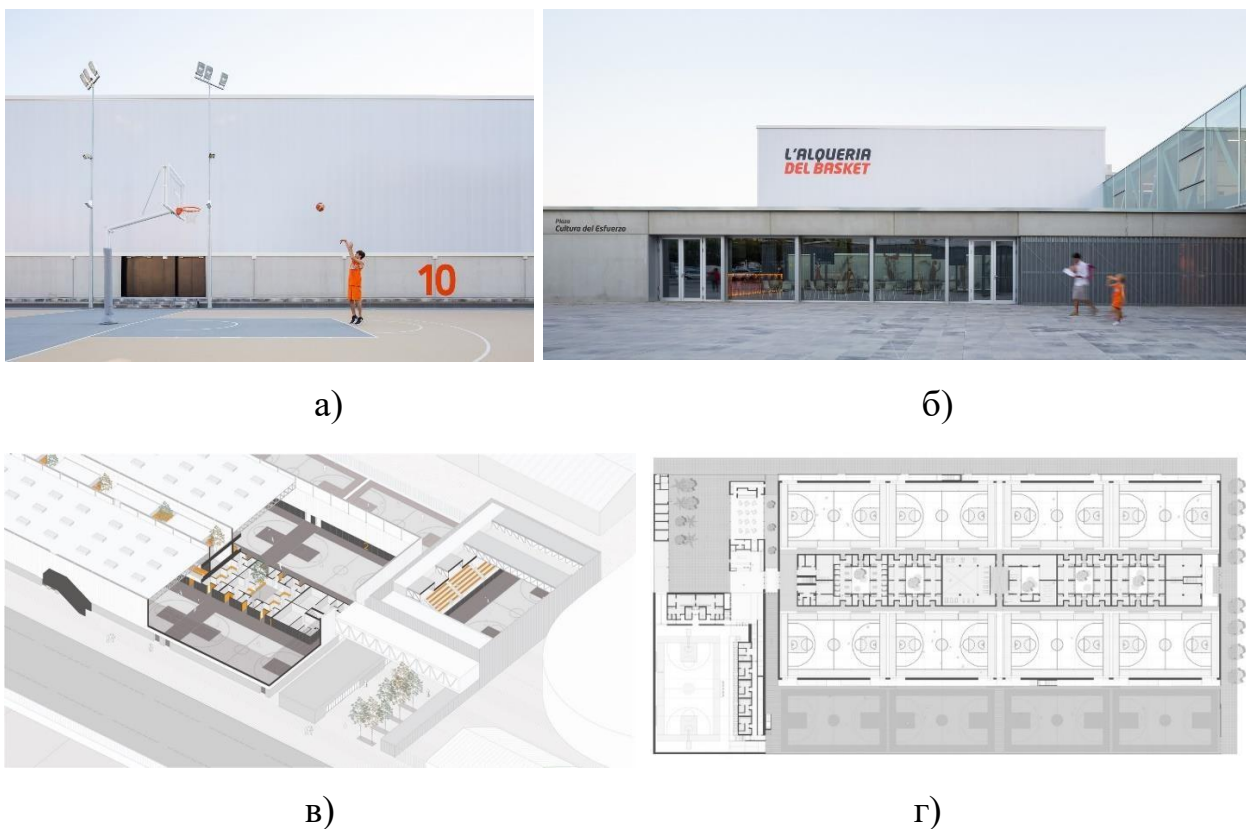 10
L'ALQUERIA
DEL BASKET
Plaza
Cultura del Esfuerzo
а)
б)
в)
г)